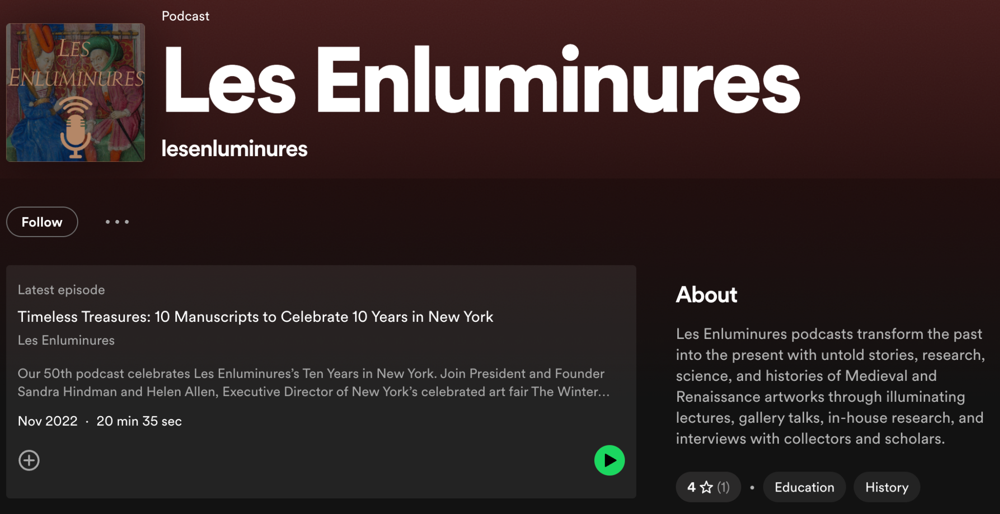 Podcast
LES
ENLUMINURES
Les Enluminures
lesenluminures
Follow
Latest episode
Timeless Treasures: 10 Manuscripts to Celebrate 10 Years in New York
Les Enluminures
Our 50th podcast celebrates Les Enluminures’s Ten Years in New York. Join President and Founder
Sandra Hindman and Helen Allen, Executive Director of New York’s celebrated art fair The Winter…
Nov 2022 · 20 min 35 sec
About
Les Enluminures podcasts transform the past
into the present with untold stories, research,
science, and histories of Medieval and
Renaissance artworks through illuminating
lectures, gallery talks, in-house research, and
interviews with collectors and scholars.
4 ☆ (1) • Education History